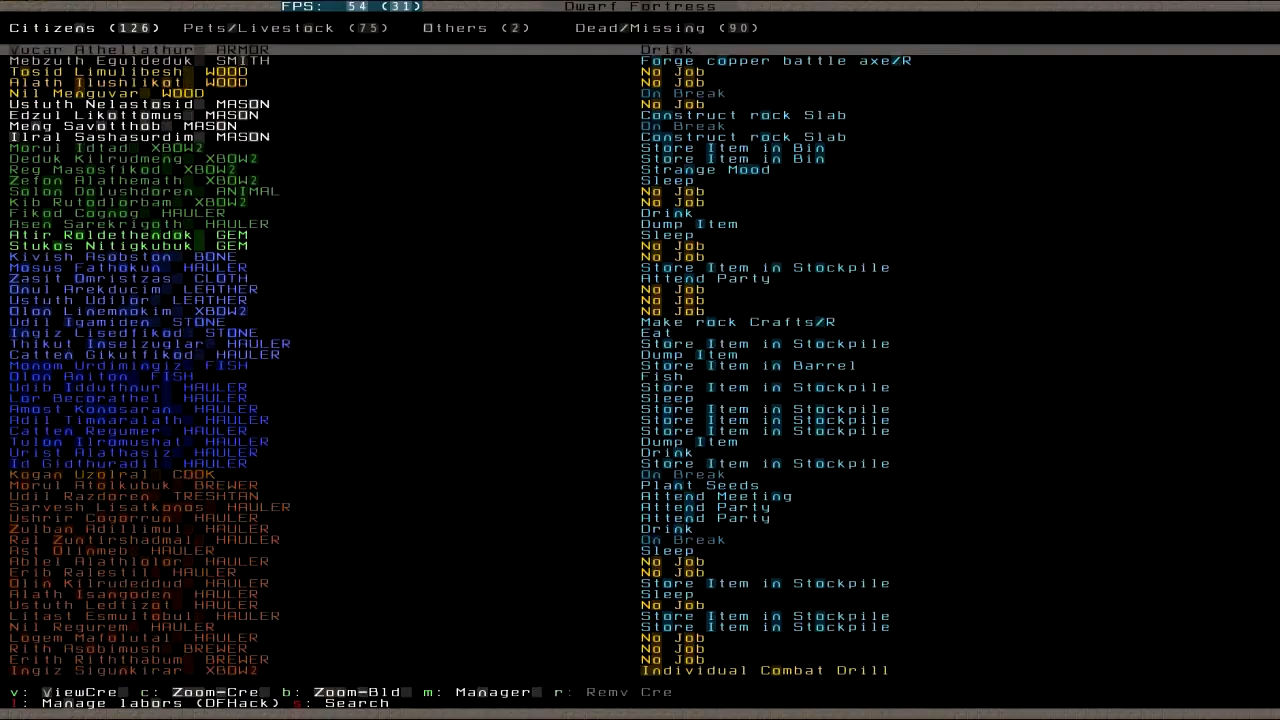 FPS: 54 (31) Dwarf Fortress
Citizens (126) Pets/Livestock (75) Others (2) Dead/Missing (90)
Vucar Atheltathur ARMOR Drink
Mebzuth Eguldeduk SMITH Forge copper battle axe/R
Tosid Limulibesh WOOD No Job
Alath Ilushlikot WOOD No Job
Nil Menguvar WOOD On Break
Ustuth Nelastosid MASON No Job
Edzul Likottomus MASON Construct rock Slab
Meng Savotthab MASON On Break
Ilral Sashasurdim MASON Construct rock Slab
Morul Idtad XBOW2 Store Item in Bin
Deduk Kilrudmeng XBOW2 Store Item in Bin
Reg Masosfikod XBOW2 Strange Mood
Zefon Alathemath XBOW2 Sleep
Salon Dolushdoren ANIMAL No Job
Kib Rutodlorbam XBOW2 No Job
Fikod Cognog HAULER Drink
Asen Sarekrigoth HAULER Dump Item
Atir Roldethendok GEM Sleep
Stukos Nitigkubuk GEM No Job
Kivish Asobston BONE No Job
Mosus Fathokun HAULER Store Item in Stockpile
Zasit Omristzas CLOTH Attend Party
Onul Arekducim LEATHER No Job
Ustuth Udilor LEATHER No Job
Olon Linemnokim XBOW2 No Job
Udil Igamiden STONE Make rock Crafts/R
Ingiz Lisedfikod STONE Eat
Thikut Inselzuglar HAULER Store Item in Stockpile
Catten Gikutfikod HAULER Dump Item
Monom Urdimingiz FISH Store Item in Barrel
Olon Aniton FISH Fish
Udib Idduthnur HAULER Store Item in Stockpile
Lor Becorathel HAULER Sleep
Amost Konosaran HAULER Store Item in Stockpile
Adil Timnaralath HAULER Store Item in Stockpile
Catten Regumer HAULER Store Item in Stockpile
Tulon Ilromushat HAULER Dump Item
Urist Alathasiz HAULER Drink
Id Gidthuradil HAULER Store Item in Stockpile
Kogan Uzolral COOK On Break
Morul Atolkubuk BREWER Plant Seeds
Udil Razdoren TRESHTAN Attend Meeting
Sarvesh Lisatkonos HAULER Attend Party
Ushrir Cogorrun HAULER Attend Party
Zulban Adillimul HAULER Drink
Ral Zuntirshadmal HAULER On Break
Ast Olinmeb HAULER Sleep
Ablel Alathlolor HAULER No Job
Erib Ralestil HAULER No Job
Olin Kilrudeddud HAULER Store Item in Stockpile
Alath Isangoden HAULER Sleep
Ustuth Ledtizot HAULER No Job
Litast Esmultobul HAULER Store Item in Stockpile
Nil Regurem HAULER Store Item in Stockpile
Logem Mafolutal HAULER No Job
Rith Asobimush BREWER No Job
Erith Riththabum BREWER No Job
Ingiz Sigunkirar XBOW2 Individual Combat Drill
v: ViewCre c: Zoom-Cre b: Zoom-Bld m: Manager r: Remv Cre
l: Manage labors (DFHack) s: Search